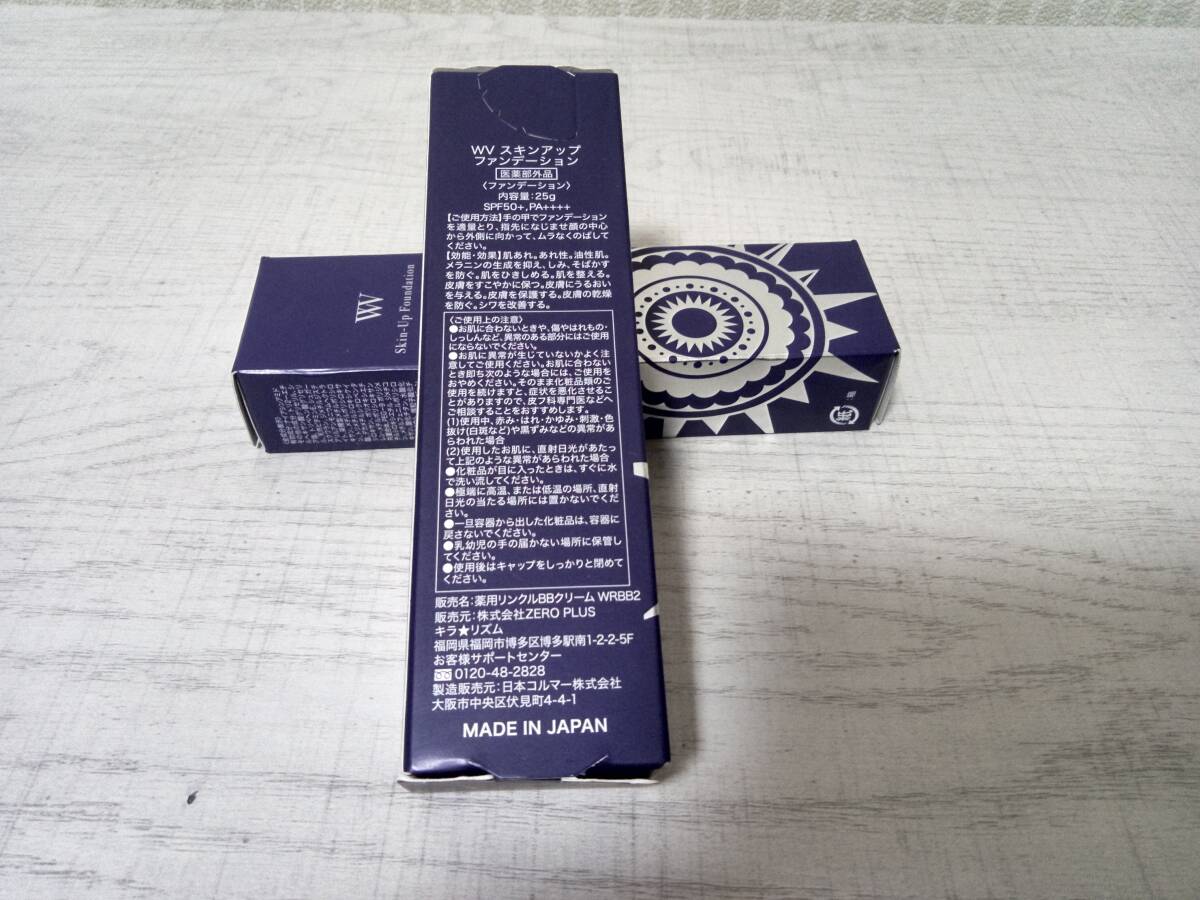 WV スキンアップ
ファンデーション
医薬部外品
〈ファンデーション〉
内容量:25g
SPF50+,PA++++
【ご使用方法】手の甲でファンデーション
を適量とり、指先になじませ顔の中心
から外側に向かって、ムラなくのばして
ください。
【効能・効果】肌あれ。あれ性。油性肌。
メラニンの生成を抑え、しみ、そばかす
を防ぐ。肌をひきしめる。肌を整える。
皮膚をすこやかに保つ。皮膚にうるおい
を与える。皮膚を保護する。皮膚の乾燥
を防ぐ。シワを改善する。
〈ご使用上の注意〉
●お肌に合わないときや、傷やはれもの・
しっしんなど、異常のある部分にはご使用
にならないでください。
●お肌に異常が生じていないかよく注
意してご使用ください。お肌に合わない
とき即ち次のような場合には、ご使用を
おやめください。そのまま化粧品類のご
使用を続けますと、症状を悪化させるこ
とがありますので、皮フ科専門医などへ
ご相談することをおすすめします。
(1)使用中、赤み・はれ・かゆみ・刺激・色
抜け(白斑など)や黒ずみなどの異常があ
らわれた場合
(2)使用したお肌に、直射日光があたっ
て上記のような異常があらわれた場合
●化粧品が目に入ったときは、すぐに水
で洗い流してください。
●極端に高温、または低温の場所、直射
日光の当たる場所には置かないでくだ
さい。
●一旦容器から出した化粧品は、容器に
戻さないでください。
●乳幼児の手の届かない場所に保管し
てください。
●使用後はキャップをしっかりと閉めて
ください。
販売名:薬用リンクルBBクリーム WRBB2
販売元:株式会社ZERO PLUS
キラ★リズム
福岡県福岡市博多区博多駅南1-2-2-5F
お客様サポートセンター
0120-48-2828
製造販売元:日本コルマー株式会社
大阪市中央区伏見町4-4-1
MADE IN JAPAN
WV
Skin-Up Foundation